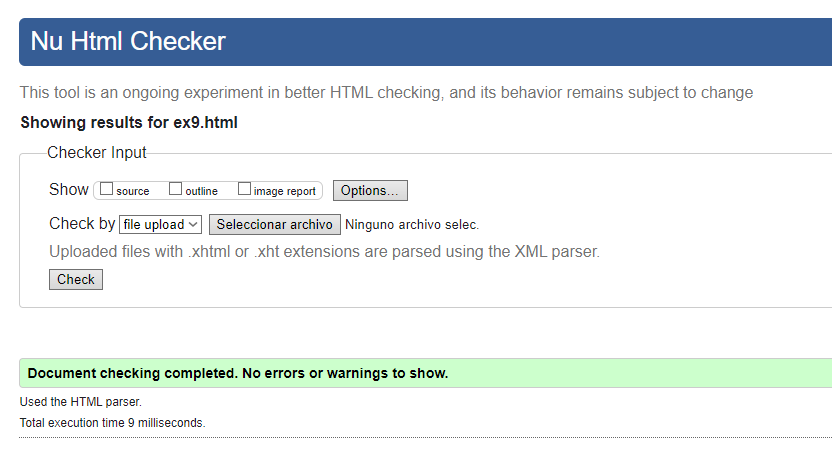 Nu Html Checker
This tool is an ongoing experiment in better HTML checking, and its behavior remains subject to change
Showing results for ex9.html
Checker Input
Show source outline image report Options...
Check by file upload Seleccionar archivo Ninguno archivo selec.
Uploaded files with .xhtml or .xht extensions are parsed using the XML parser.
Check
Document checking completed. No errors or warnings to show.
Used the HTML parser.
Total execution time 9 milliseconds.